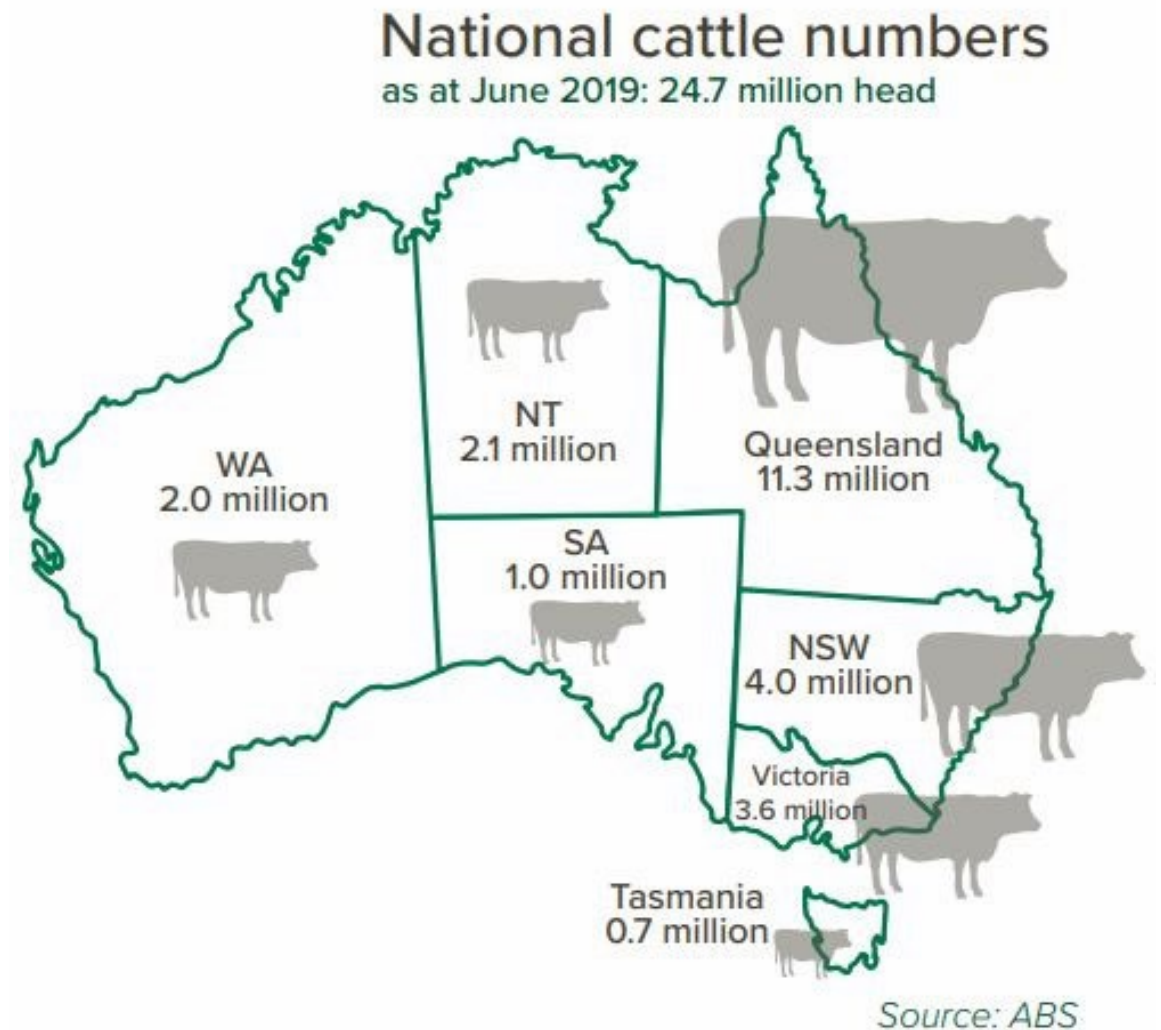 National cattle numbers
as at June 2019: 24.7 million head
NT
2.1 million
Queensland
11.3 million
WA
2.0 million
SA
1.0 million
NSW
4.0 million
Victoria
3.6 million
Tasmania
0.7 million
Source: ABS